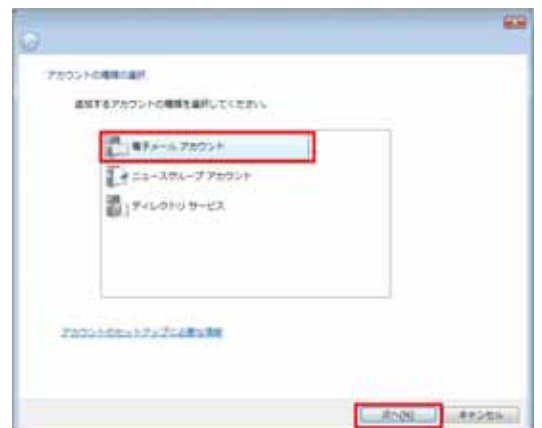 アカウントの種類の選択
追加するアカウントの種類を選択してください。
電子メール アカウント
ニュースグループ アカウント
ディレクトリ サービス
アカウントのセットアップに必要な情報
次へ(N)
キャンセル